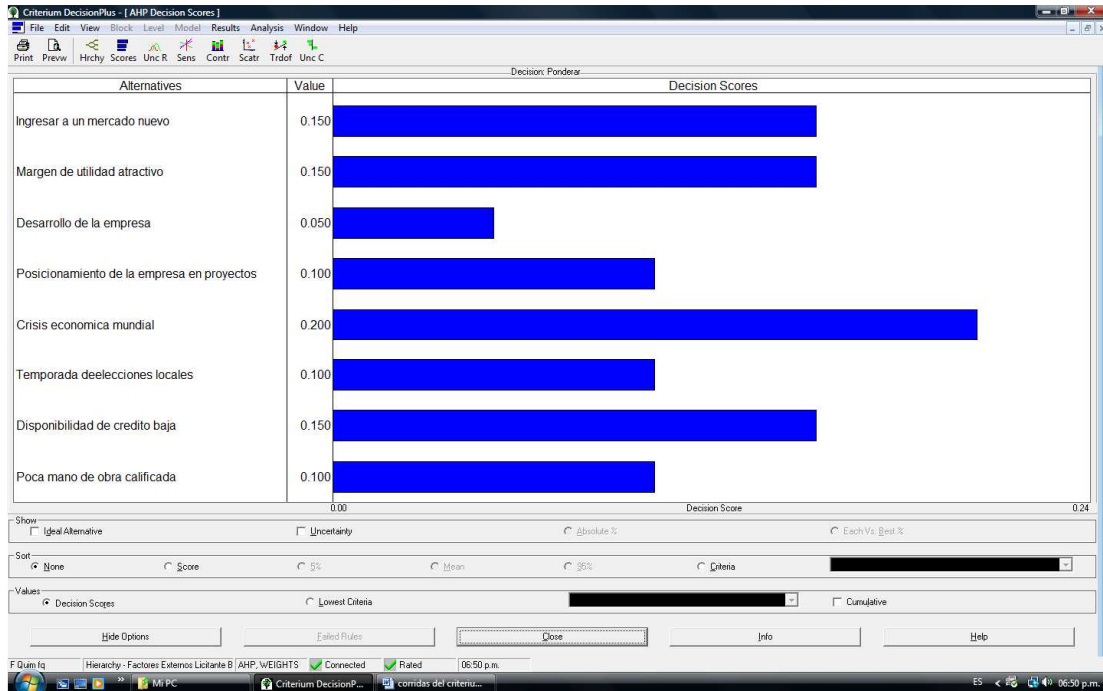 Criterium DecisionPlus - [ AHP Decision Scores ]
File Edit View Block Level Model Results Analysis Window Help
Print Prevw Hrchy Scores Unc R Sens Contr Scatr Trdof Unc C
Decision: Ponderar
Alternatives Value Decision Scores
Ingresar a un mercado nuevo 0.150
Margen de utilidad atractivo 0.150
Desarrollo de la empresa 0.050
Posicionamiento de la empresa en proyectos 0.100
Crisis economica mundial 0.200
Temporada deelecciones locales 0.100
Disponibilidad de credito baja 0.150
Poca mano de obra calificada 0.100
0.00 Decision Score 0.24
Show
Ideal Alternative Uncertainty Absolute % Each Vs. Best %
Sort
None Score 5% Mean 95% Criteria
Values
Decision Scores Lowest Criteria Cumulative
Hide Options Failed Rules Close Info Help
F Quim fq Hierarchy - Factores Externos Licitante B AHP, WEIGHTS Connected Rated 06:50 p.m.
Mi PC Criterium DecisionP... corridas del criteriu... ES 06:50 p.m.